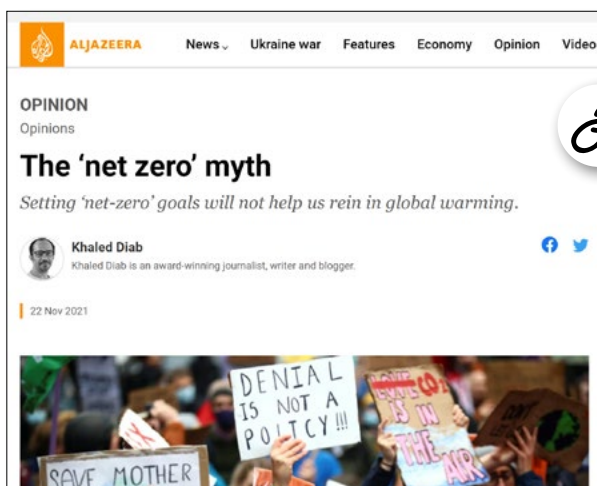 ALJAZEERA
News Ukraine war Features Economy Opinion Video
OPINION
Opinions
The ‘net zero’ myth
Setting ‘net-zero’ goals will not help us rein in global warming.
Khaled Diab
Khaled Diab is an award-winning journalist, writer and blogger.
22 Nov 2021
DENIAL
IS NOT A
POLICY!!!
CO2
IS IN
THE
AIR
SAVE MOTHER